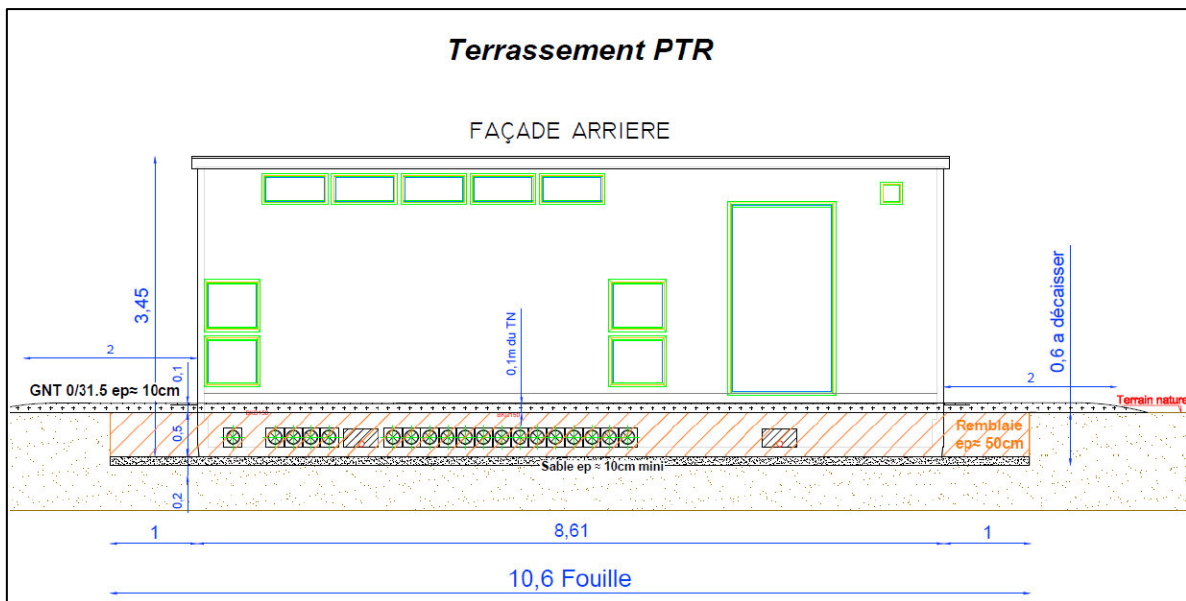 Terrassement PTR
FAÇADE ARRIERE
3,45
0,1m du TN
0,6 a décaisser
2
0,1
2
GNT 0/31.5 ep≈ 10cm
Terrain nature
0,5
Remblaie
ep≈ 50cm
Sable ep ≈ 10cm mini
0,2
1
8,61
1
10,6 Fouille